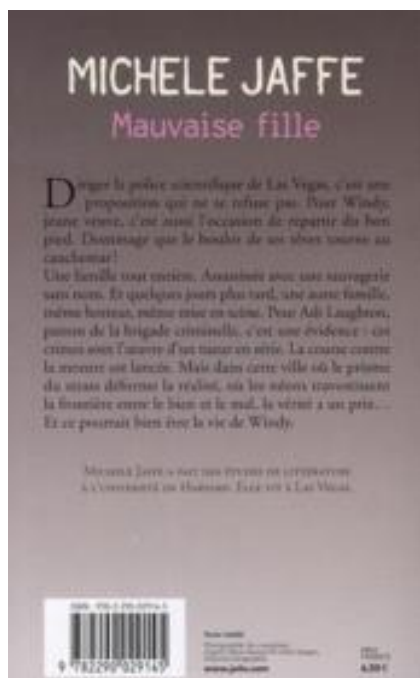 MICHELE JAFFE
Mauvaise fille
Diriger la police scientifique de Las Vegas, c'est une
proposition qui ne se refuse pas. Pour Windy,
jeune veuve, c'est aussi l'occasion de repartir du bon
pied. Dommage que le boulot de ses rêves tourne au
cauchemar !
Une famille tout entière. Assassinée avec une sauvagerie
sans nom. Et quelques jours plus tard, une autre famille,
même horreur, même mise en scène. Pour Ash Laughton,
patron de la brigade criminelle, c'est une évidence : ces
crimes sont l'œuvre d'un tueur en série. La course contre
la montre est lancée. Mais dans cette ville où le prisme
du strass déforme la réalité, où les néons travestissent
la frontière entre le bien et le mal, la vérité a un prix...
Et ce pourrait bien être la vie de Windy.
MICHELE JAFFE A FAIT DES ÉTUDES DE LITTÉRATURE
À L'UNIVERSITÉ DE HARVARD. ELLE VIT À LAS VEGAS.
9 782290 029145
www.jailu.com